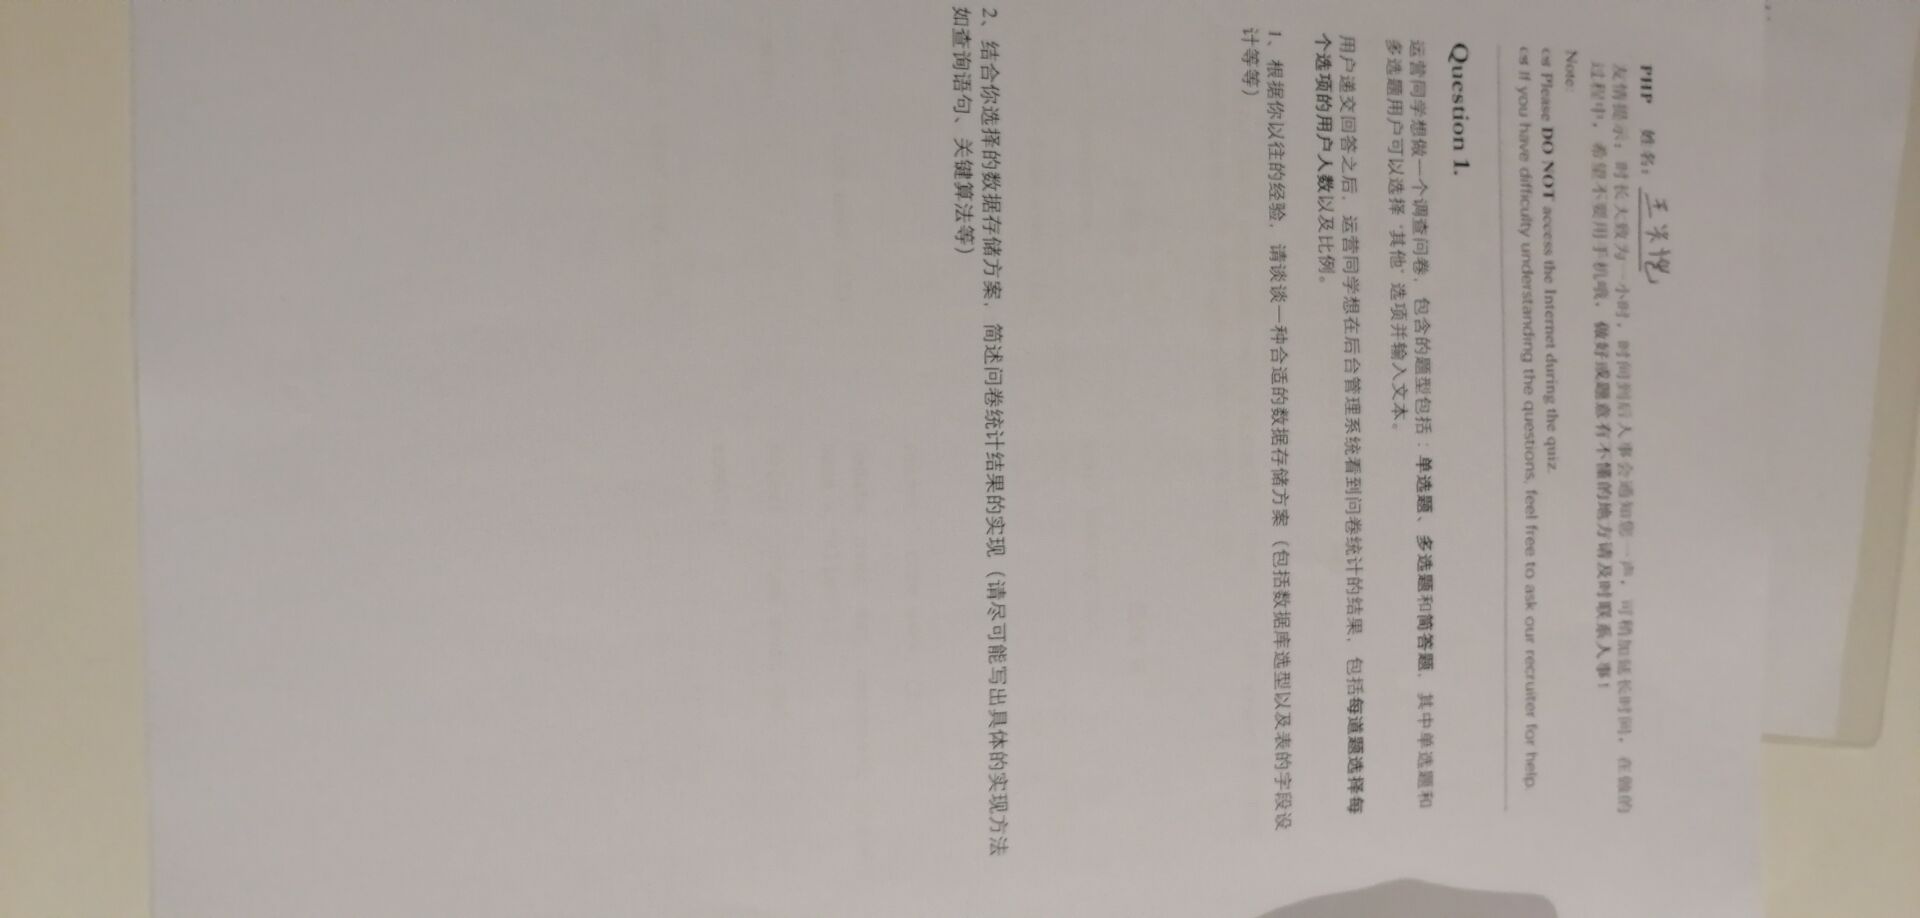 PHP 姓名：
友情提示：时长大致为一小时，时间到后人事会通知您一声，可稍加延长时间，在做的
过程中，希望不要用手机哦，做好或题意有不懂的地方请及时联系人事！
Note:
Please DO NOT access the Internet during the quiz.
If you have difficulty understanding the questions, feel free to ask our recruiter for help.
Question 1.
运营同学想做一个调查问卷，包含的题型包括：单选题、多选题和简答题，其中单选题和
多选题用户可以选择“其他”选项并输入文本。
用户递交回答之后，运营同学想在后台管理系统看到问卷统计的结果，包括每道题选择每
个选项的用户人数以及比例。
1、根据你以往的经验，请谈谈一种合适的数据存储方案（包括数据库选型以及表的字段设
计等等）
2、结合你选择的数据存储方案，简述问卷统计结果的实现（请尽可能写出具体的实现方法
如查询语句、关键算法等）